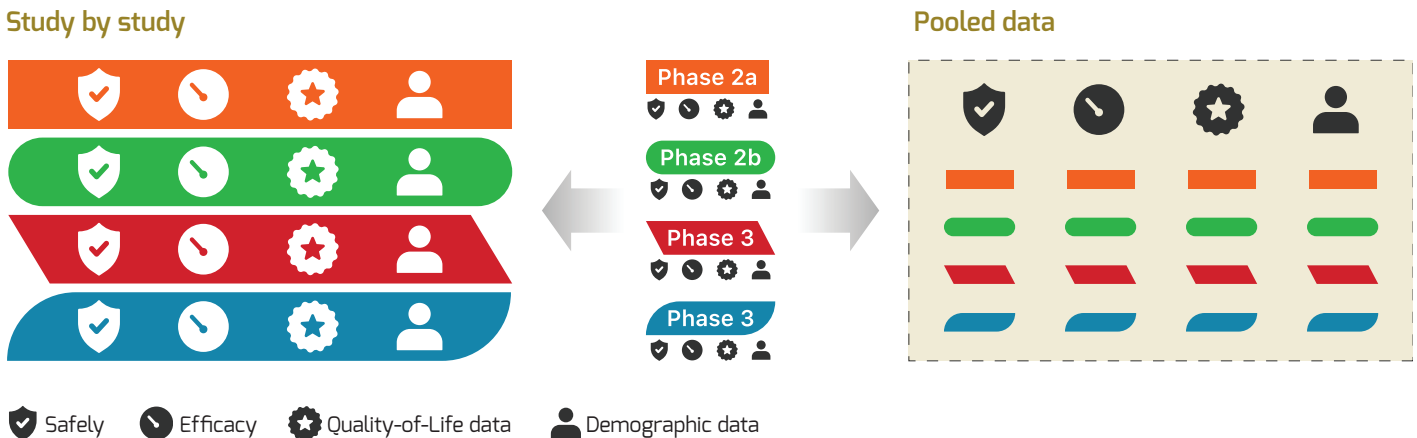 Study by study
Pooled data
Phase 2a
Phase 2b
Phase 3
Phase 3
Safely
Efficacy
Quality-of-Life data
Demographic data